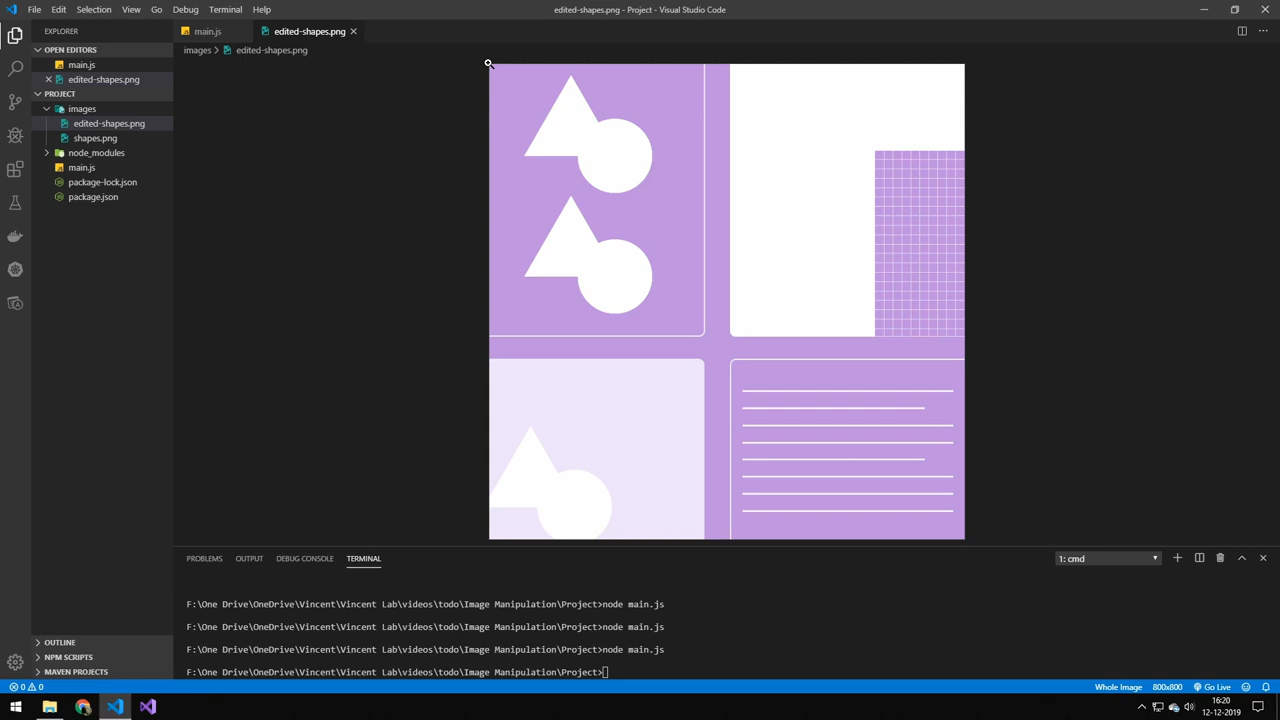 File Edit Selection View Go Debug Terminal Help
edited-shapes.png - Project - Visual Studio Code
EXPLORER
main.js
edited-shapes.png
OPEN EDITORS
images
edited-shapes.png
main.js
edited-shapes.png
PROJECT
images
edited-shapes.png
shapes.png
node_modules
main.js
package-lock.json
package.json
PROBLEMS OUTPUT DEBUG CONSOLE TERMINAL
1: cmd
F:\One Drive\OneDrive\Vincent\Vincent Lab\videos\todo\Image Manipulation\Project>node main.js
F:\One Drive\OneDrive\Vincent\Vincent Lab\videos\todo\Image Manipulation\Project>node main.js
F:\One Drive\OneDrive\Vincent\Vincent Lab\videos\todo\Image Manipulation\Project>node main.js
F:\One Drive\OneDrive\Vincent\Vincent Lab\videos\todo\Image Manipulation\Project>
OUTLINE
NPM SCRIPTS
MAVEN PROJECTS
0 0
Whole Image 800x800 Go Live
16:20
12-12-2019